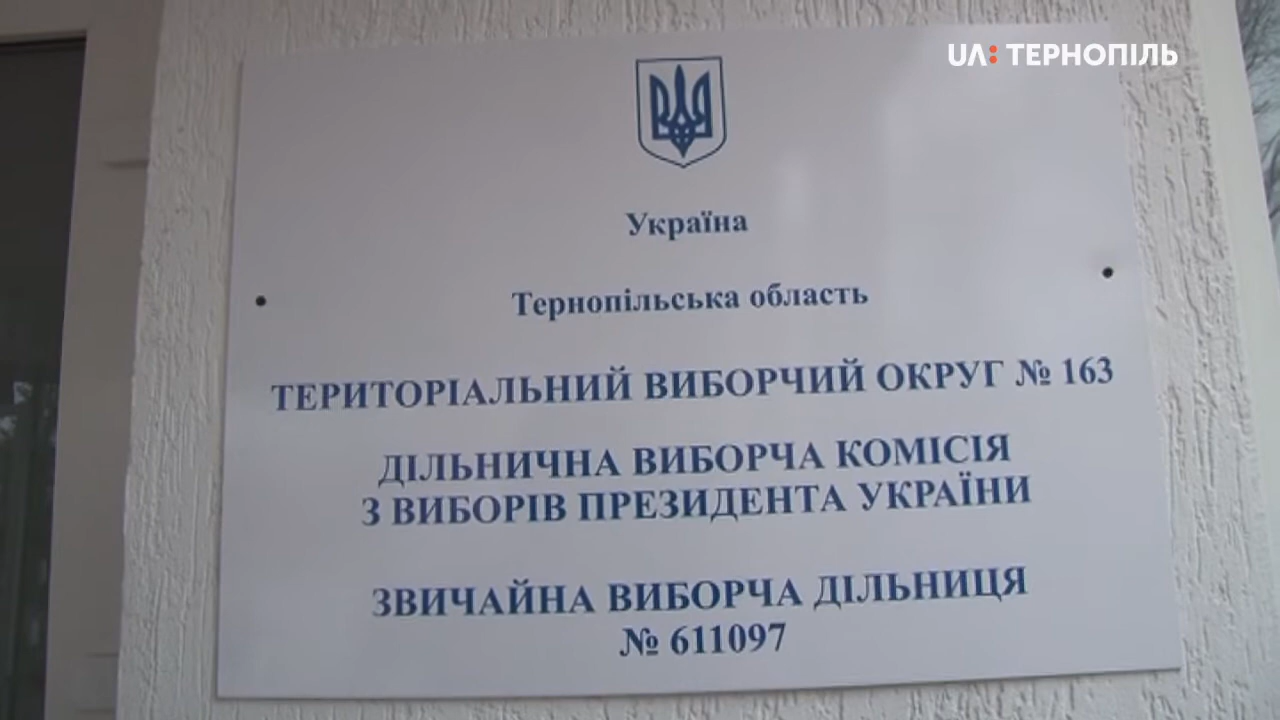 UA: ТЕРНОПІЛЬ
Україна
Тернопільська область
ТЕРИТОРІАЛЬНИЙ ВИБОРЧИЙ ОКРУГ № 163
ДІЛЬНИЧНА ВИБОРЧА КОМІСІЯ
З ВИБОРІВ ПРЕЗИДЕНТА УКРАЇНИ
ЗВИЧАЙНА ВИБОРЧА ДІЛЬНИЦЯ
№ 611097